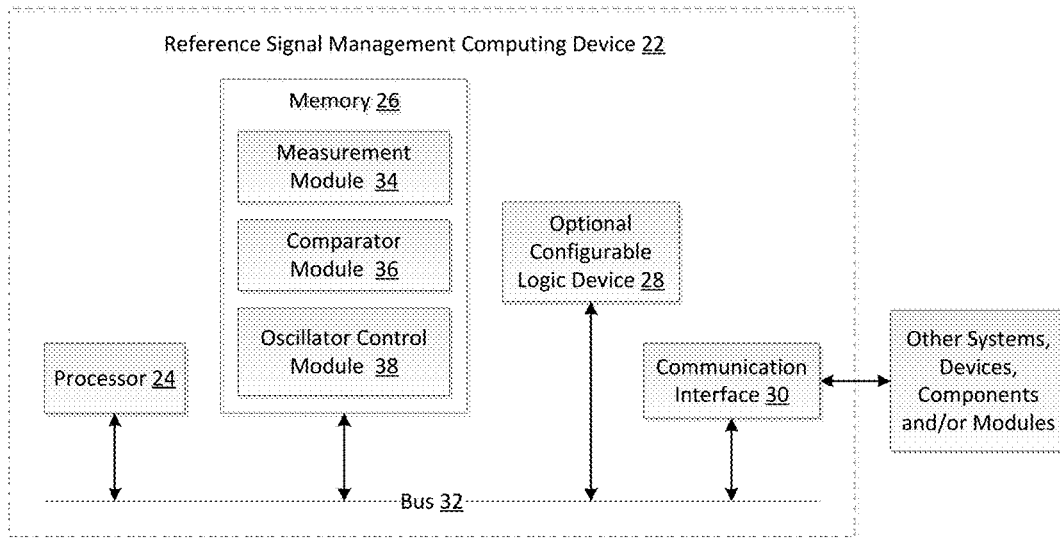 Reference Signal Management Computing Device 22
Memory 26
Measurement
Module 34
Comparator
Module 36
Oscillator Control
Module 38
Optional
Configurable
Logic Device 28
Processor 24
Communication
Interface 30
Other Systems,
Devices,
Components
and/or Modules
Bus 32